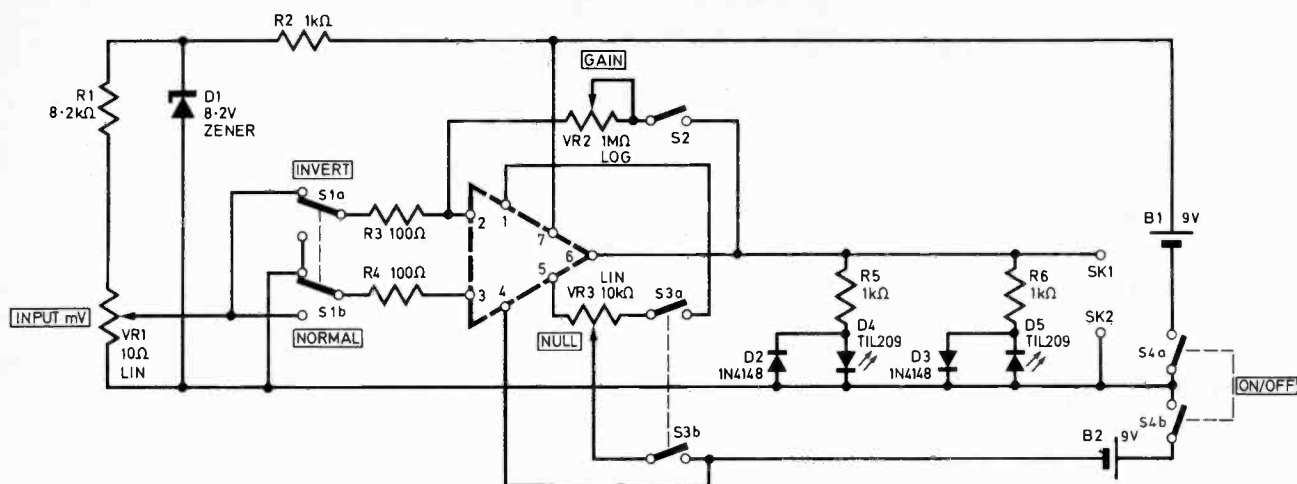 R2 1kΩ
GAIN
R1
8·2kΩ
D1
8·2V
ZENER
VR2 1MΩ
LOG
S2
INVERT
S1a
R3 100Ω
2
1
7
6
B1 9V
R4 100Ω
3
4
5
LIN
VR3 10kΩ
S3a
R5
1kΩ
R6
1kΩ
SK1
S1b
INPUT mV
VR1
10Ω
LIN
NORMAL
NULL
D4
TIL209
D5
TIL209
SK2
D2
1N4148
D3
1N4148
S4a
ON/OFF
S4b
S3b
B2 9V